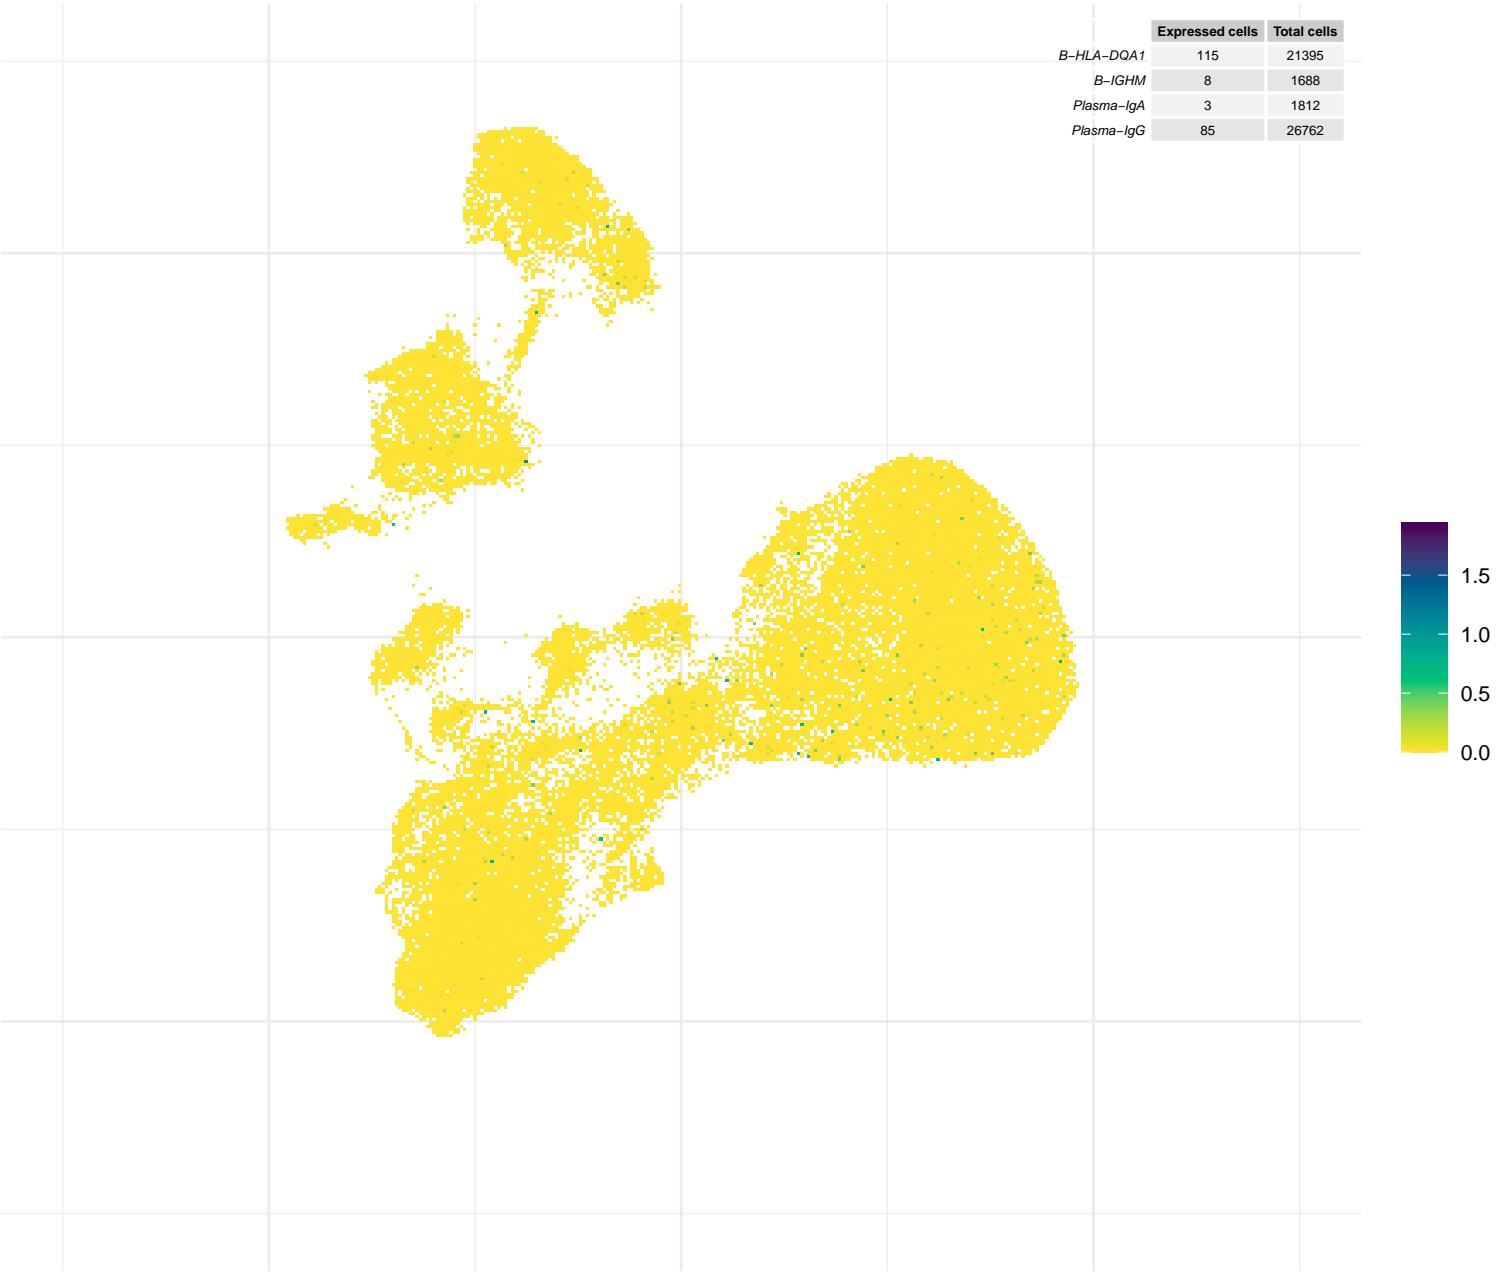 Expressed cells Total cells
B−HLA−DQA1 115 21395
B−IGHM 8 1688
Plasma−IgA 3 1812
Plasma−IgG 85 26762
1.5
1.0
0.5
0.0